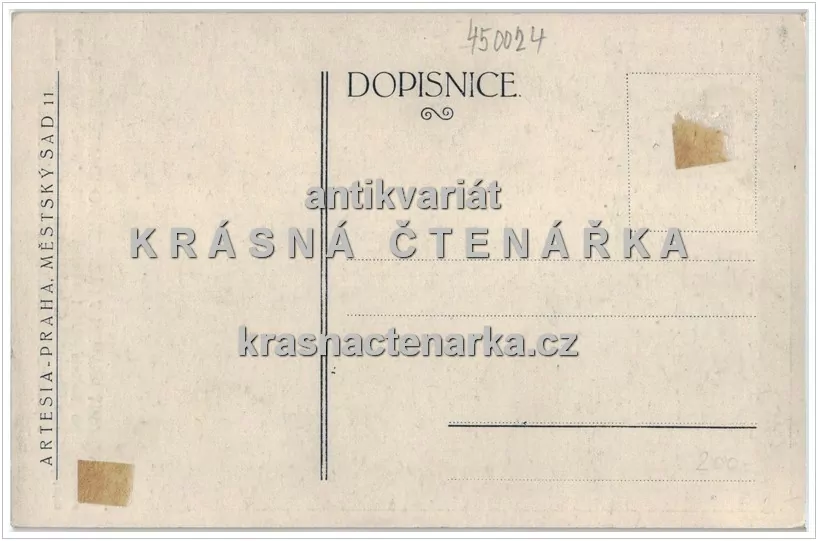 450024
DOPISNICE.
ARTESIA-PRAHA, MĚSTSKÝ SAD 11
antikvariát
KRÁSNÁ ČTENÁŘKA
krasnactenarka.cz
200